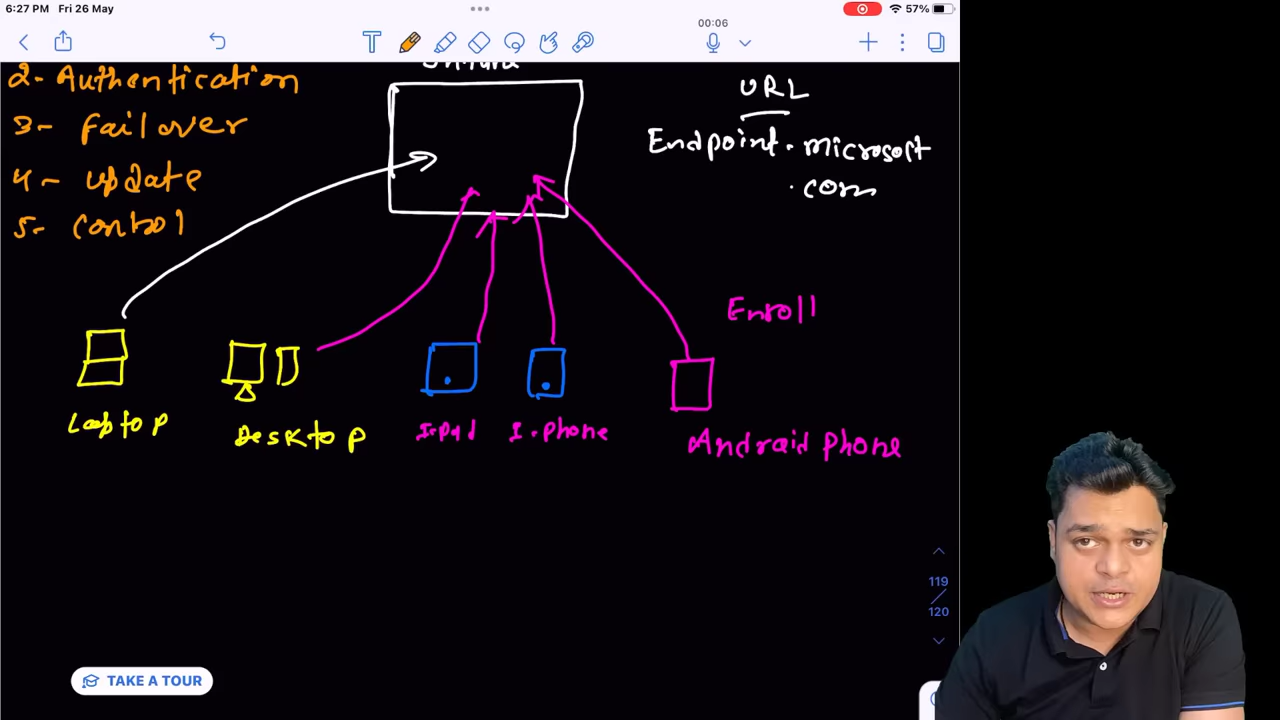 6:27 PM Fri 26 May
57%
00:06
2- Authentication
3- Failover
4- update
5- control
URL
Endpoint.microsoft
.com
Enroll
Laptop
Desktop
I-pad
I-phone
Android phone
119
120
TAKE A TOUR